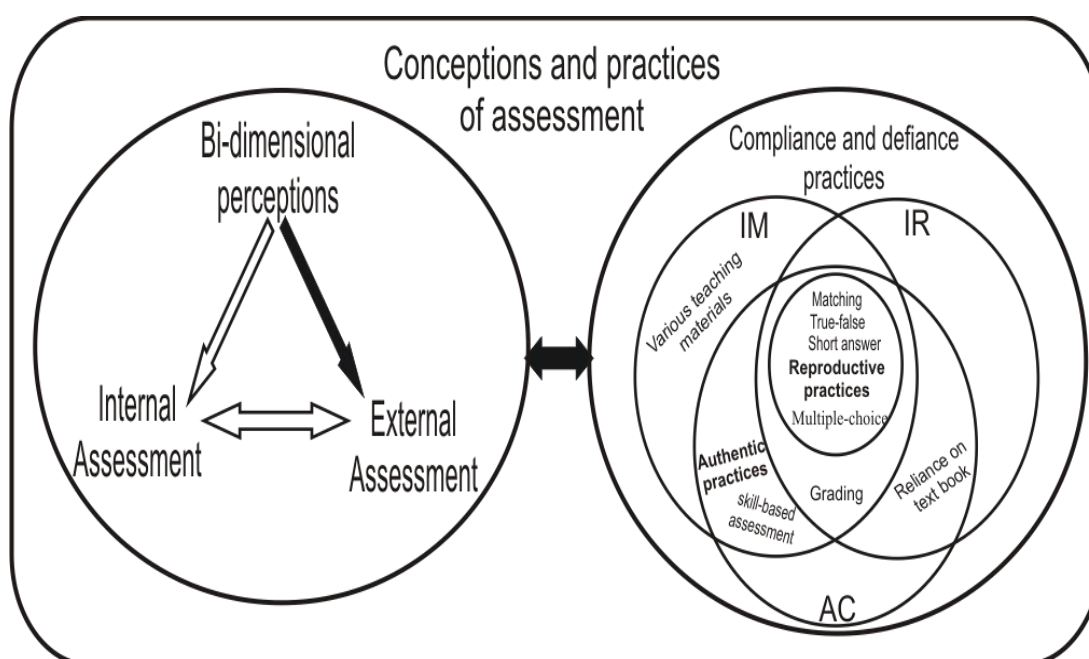 Conceptions and practices
of assessment
Bi-dimensional
perceptions
Internal
Assessment
External
Assessment
Compliance and defiance
practices
IM
IR
Various teaching
materials
Matching
True-false
Short answer
Reproductive
practices
Multiple-choice
Authentic
practices
skill-based
assessment
Grading
Reliance on
text book
AC